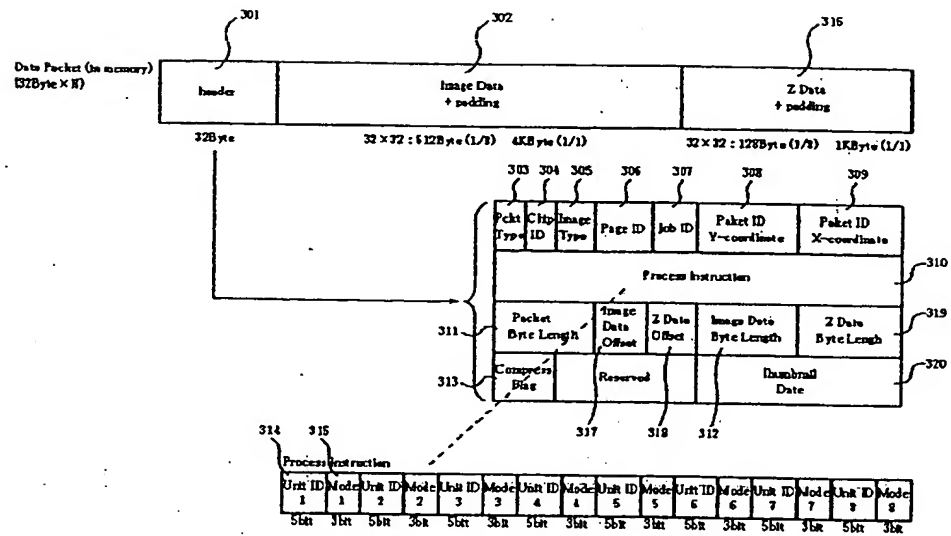 301
302
316
Data Packet (in memory)
(32Byte × N)
header
Image Data
+ padding
Z Data
+ padding
32Byte
32×32 : 512Byte (1/8) 4KByte (1/1)
32×32 : 128Byte (1/8) 1KByte (1/1)
303 304 305 306 307 308 309
Pckt
Type
Chip
ID
Image
Type
Page ID
Job ID
Paket ID
Y-coordinate
Paket ID
X-coordinate
Process Instruction
310
311
Packet
Byte Length
Image
Data
Offset
Z Data
Offset
Image Data
Byte Length
Z Data
Byte Lengh
319
313
Compress
Flag
Reserved
Thumbnail
Date
320
317 318 312
314 315
Process Instruction
Unit ID
1
Mode
1
Unit ID
2
Mode
2
Unit ID
3
Mode
3
Unit ID
4
Mode
4
Unit ID
5
Mode
5
Unit ID
6
Mode
6
Unit ID
7
Mode
7
Unit ID
8
Mode
8
5bit 3bit 5bit 3bit 5bit 3bit 5bit 3bit 5bit 3bit 5bit 3bit 5bit 3bit 5bit 3bit